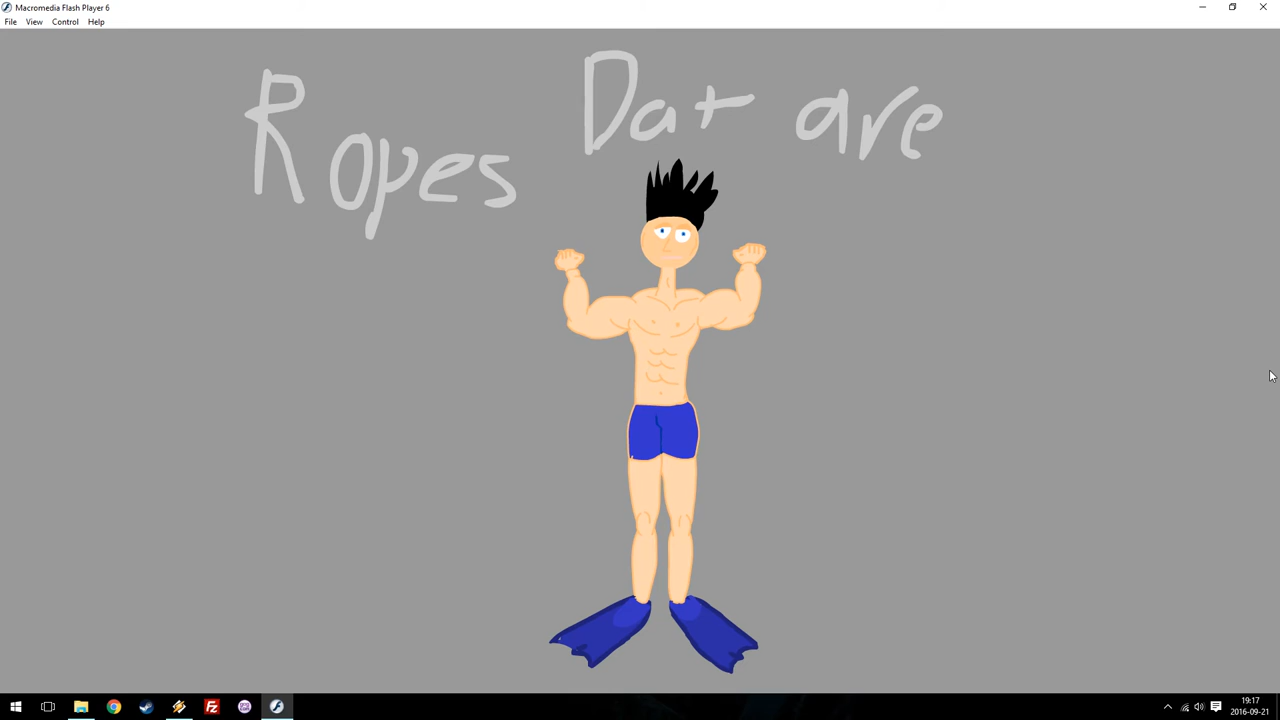 Macromedia Flash Player 6
File View Control Help
Ropes Dat are
19:17
2016-09-21